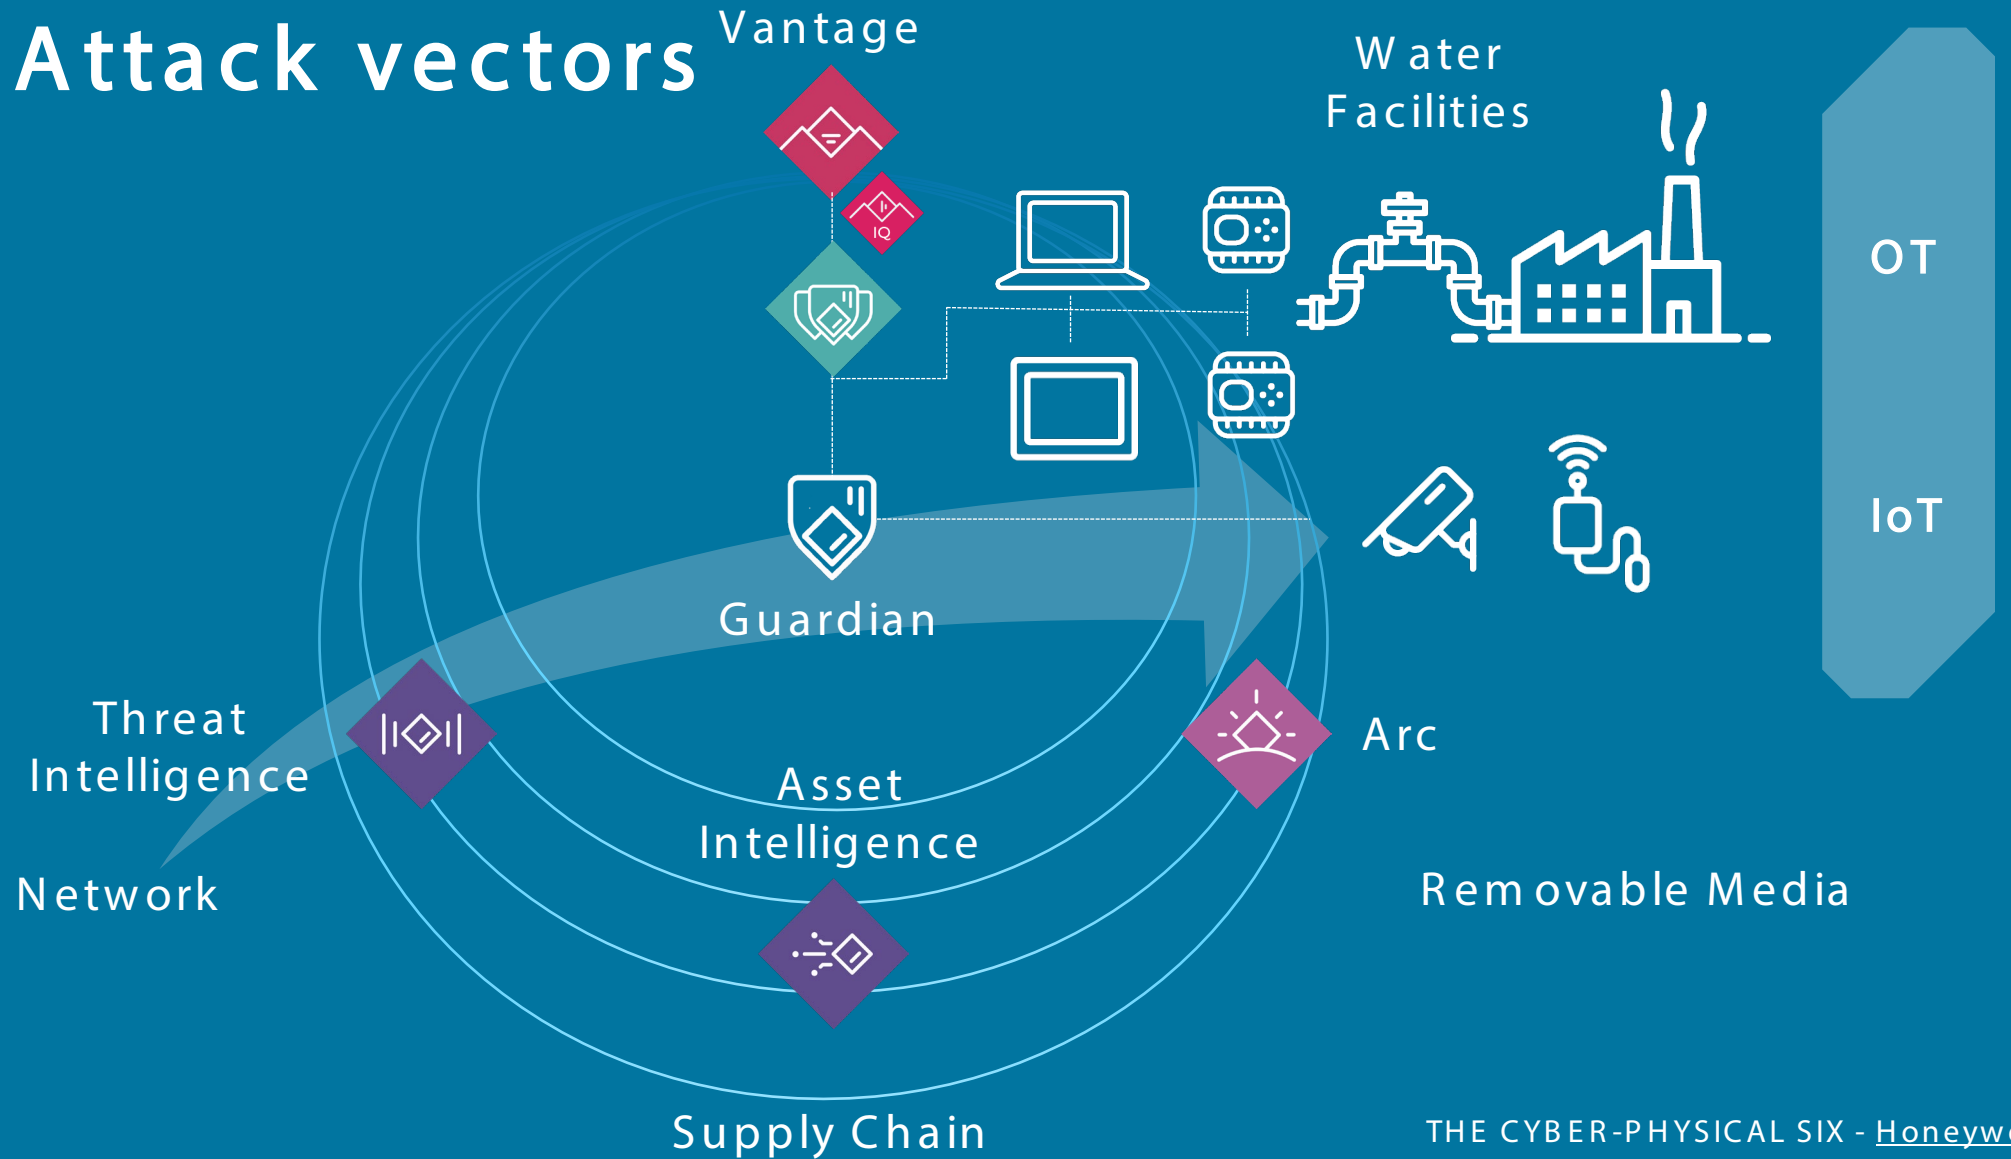 Attack vectors
Vantage
Water
Facilities
IQ
OT
IoT
Guardian
Threat
Intelligence
Arc
Asset
Intelligence
Network
Removable Media
Supply Chain
THE CYBER-PHYSICAL SIX -